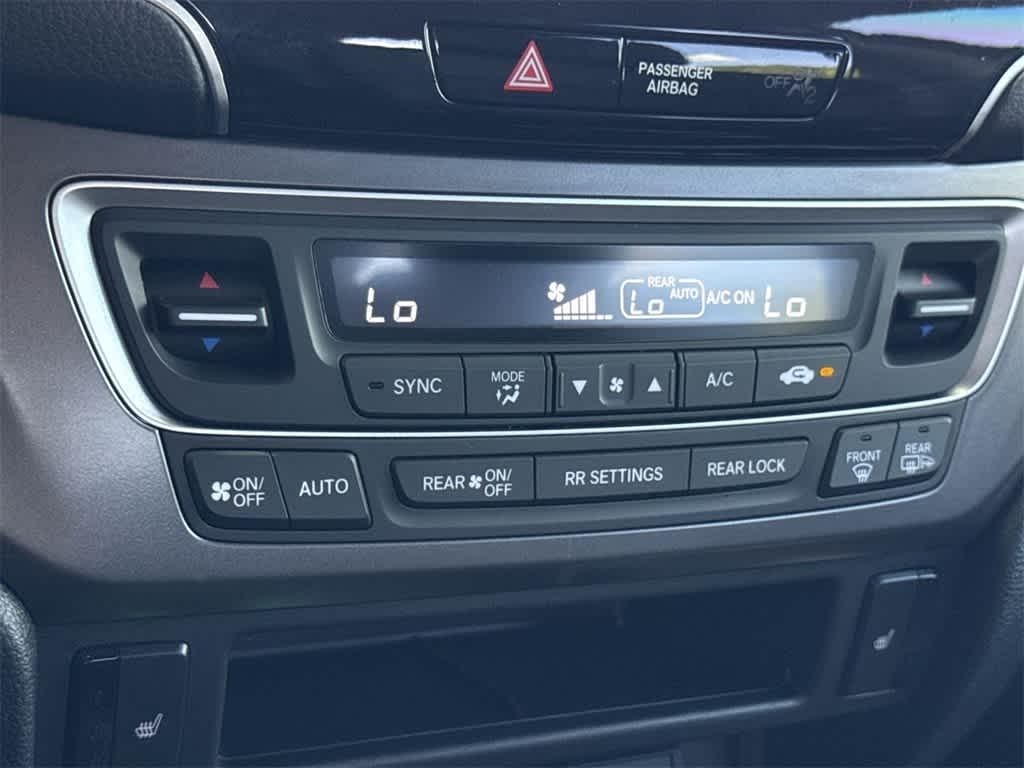 PASSENGER
AIRBAG
OFF
2
Lo
REAR
Lo AUTO
A/C ON
Lo
SYNC
MODE
A/C
ON/
OFF
AUTO
REAR ON/
OFF
RR SETTINGS
REAR LOCK
FRONT
REAR